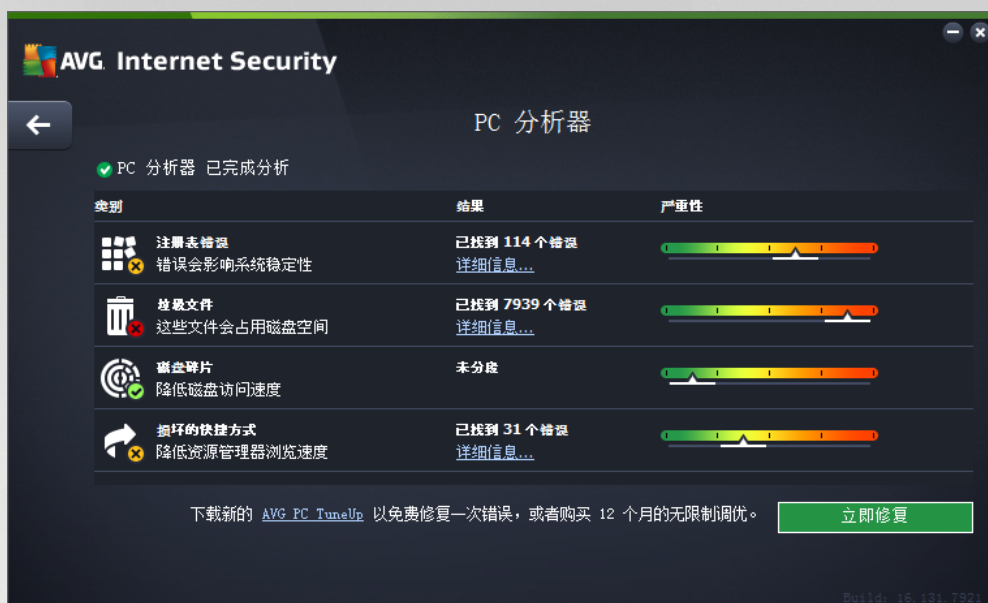 AVG. Internet Security
PC 分析器
PC 分析器 已完成分析
类别 结果 严重性
注册表错误 已找到 114 个错误
错误会影响系统稳定性 详细信息...
垃圾文件 已找到 7939 个错误
这些文件会占用磁盘空间 详细信息...
磁盘碎片 未分段
降低磁盘访问速度
损坏的快捷方式 已找到 31 个错误
降低资源管理器浏览速度 详细信息...
下载新的 AVG PC TuneUp 以免费修复一次错误，或者购买 12 个月的无限制调优。 立即修复
Build: 16.131.7921